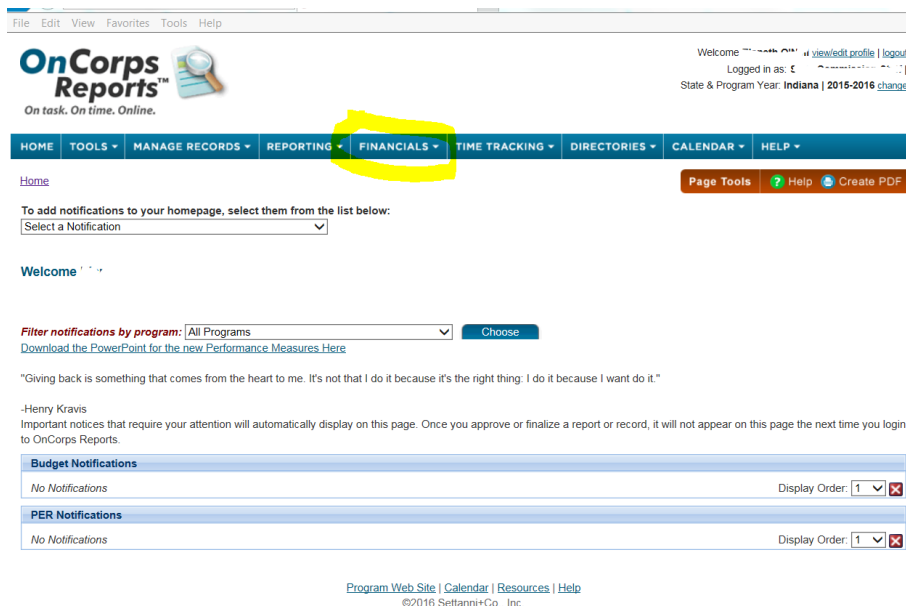 File Edit View Favorites Tools Help
OnCorps
Reports™
On task. On time. Online.
Welcome view/edit profile | logout
Logged in as:
State & Program Year: Indiana | 2015-2016 change
HOME TOOLS MANAGE RECORDS REPORTING FINANCIALS TIME TRACKING DIRECTORIES CALENDAR HELP
Home
Page Tools ? Help Create PDF
To add notifications to your homepage, select them from the list below:
Select a Notification
Welcome
Filter notifications by program: All Programs Choose
Download the PowerPoint for the new Performance Measures Here
"Giving back is something that comes from the heart to me. It's not that I do it because it's the right thing: I do it because I want do it."
-Henry Kravis
Important notices that require your attention will automatically display on this page. Once you approve or finalize a report or record, it will not appear on this page the next time you login
to OnCorps Reports.
Budget Notifications
No Notifications Display Order: 1
PER Notifications
No Notifications Display Order: 1
Program Web Site | Calendar | Resources | Help
©2016 Settanni+Co., Inc